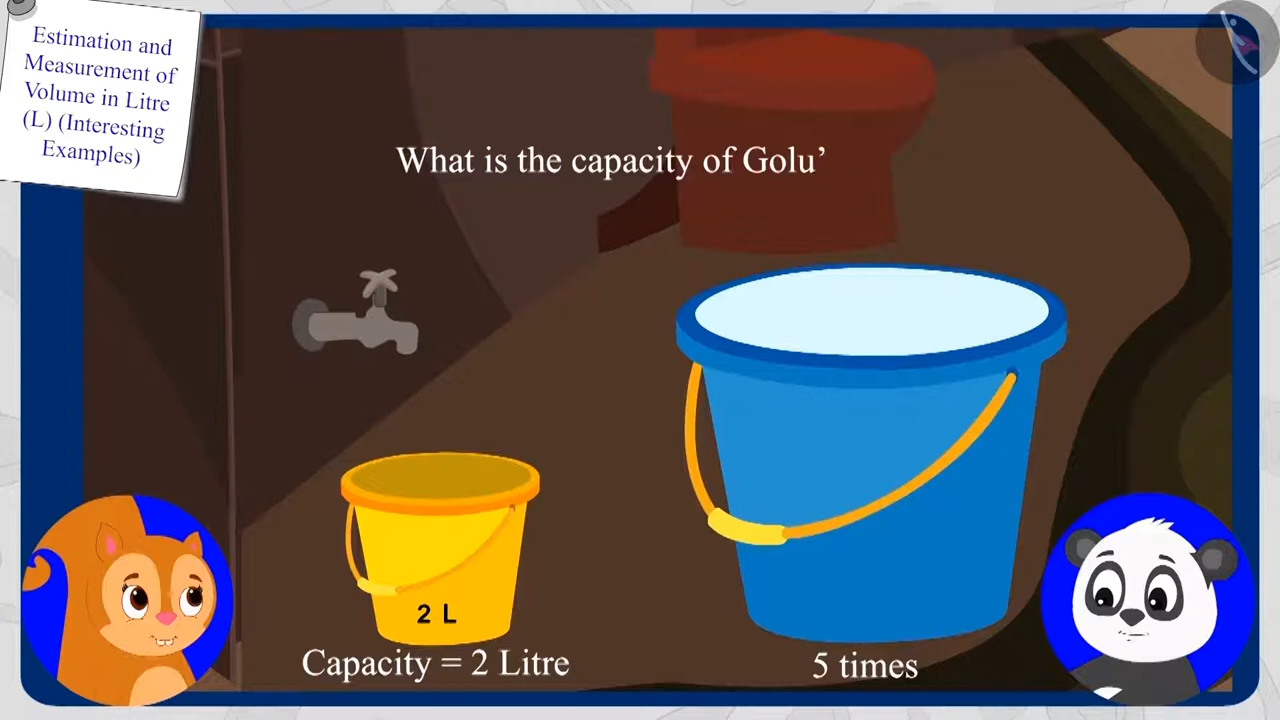 Estimation and
Measurement of
Volume in Litre
(L) (Interesting
Examples)
What is the capacity of Golu’
2 L
Capacity = 2 Litre
5 times